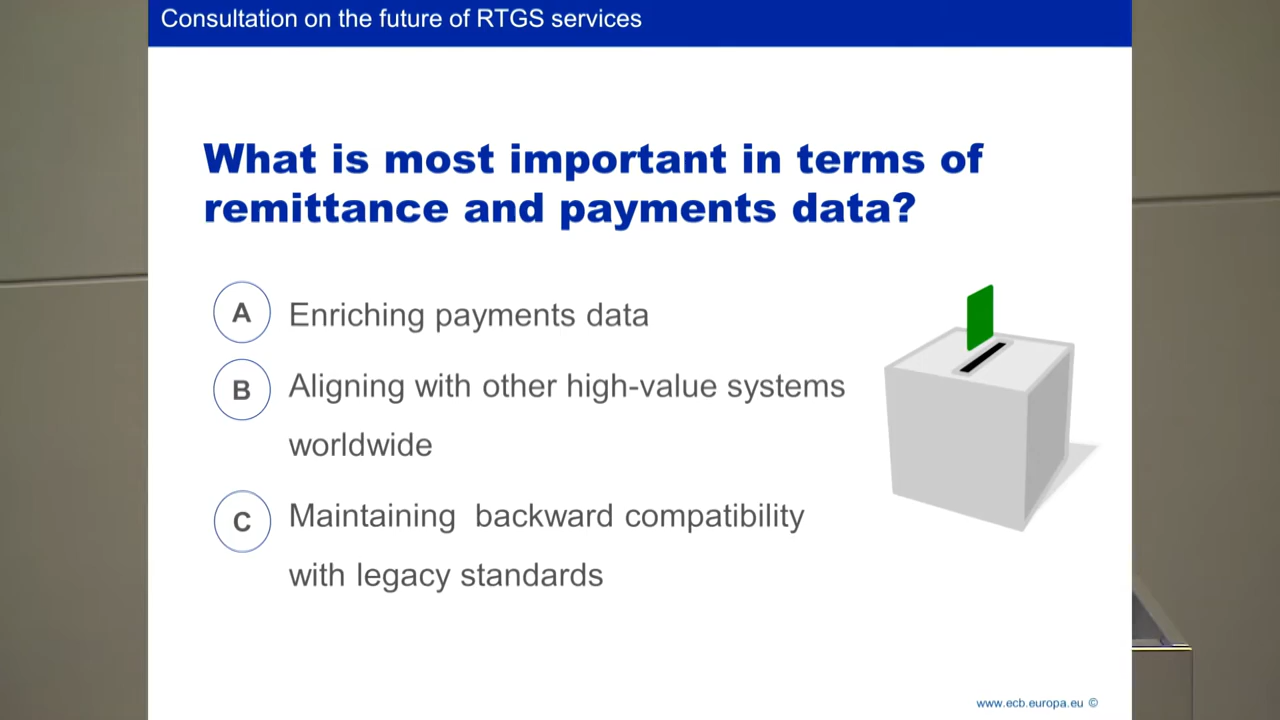 Consultation on the future of RTGS services
What is most important in terms of
remittance and payments data?
A Enriching payments data
B Aligning with other high-value systems
worldwide
C Maintaining  backward compatibility
with legacy standards
www.ecb.europa.eu ©